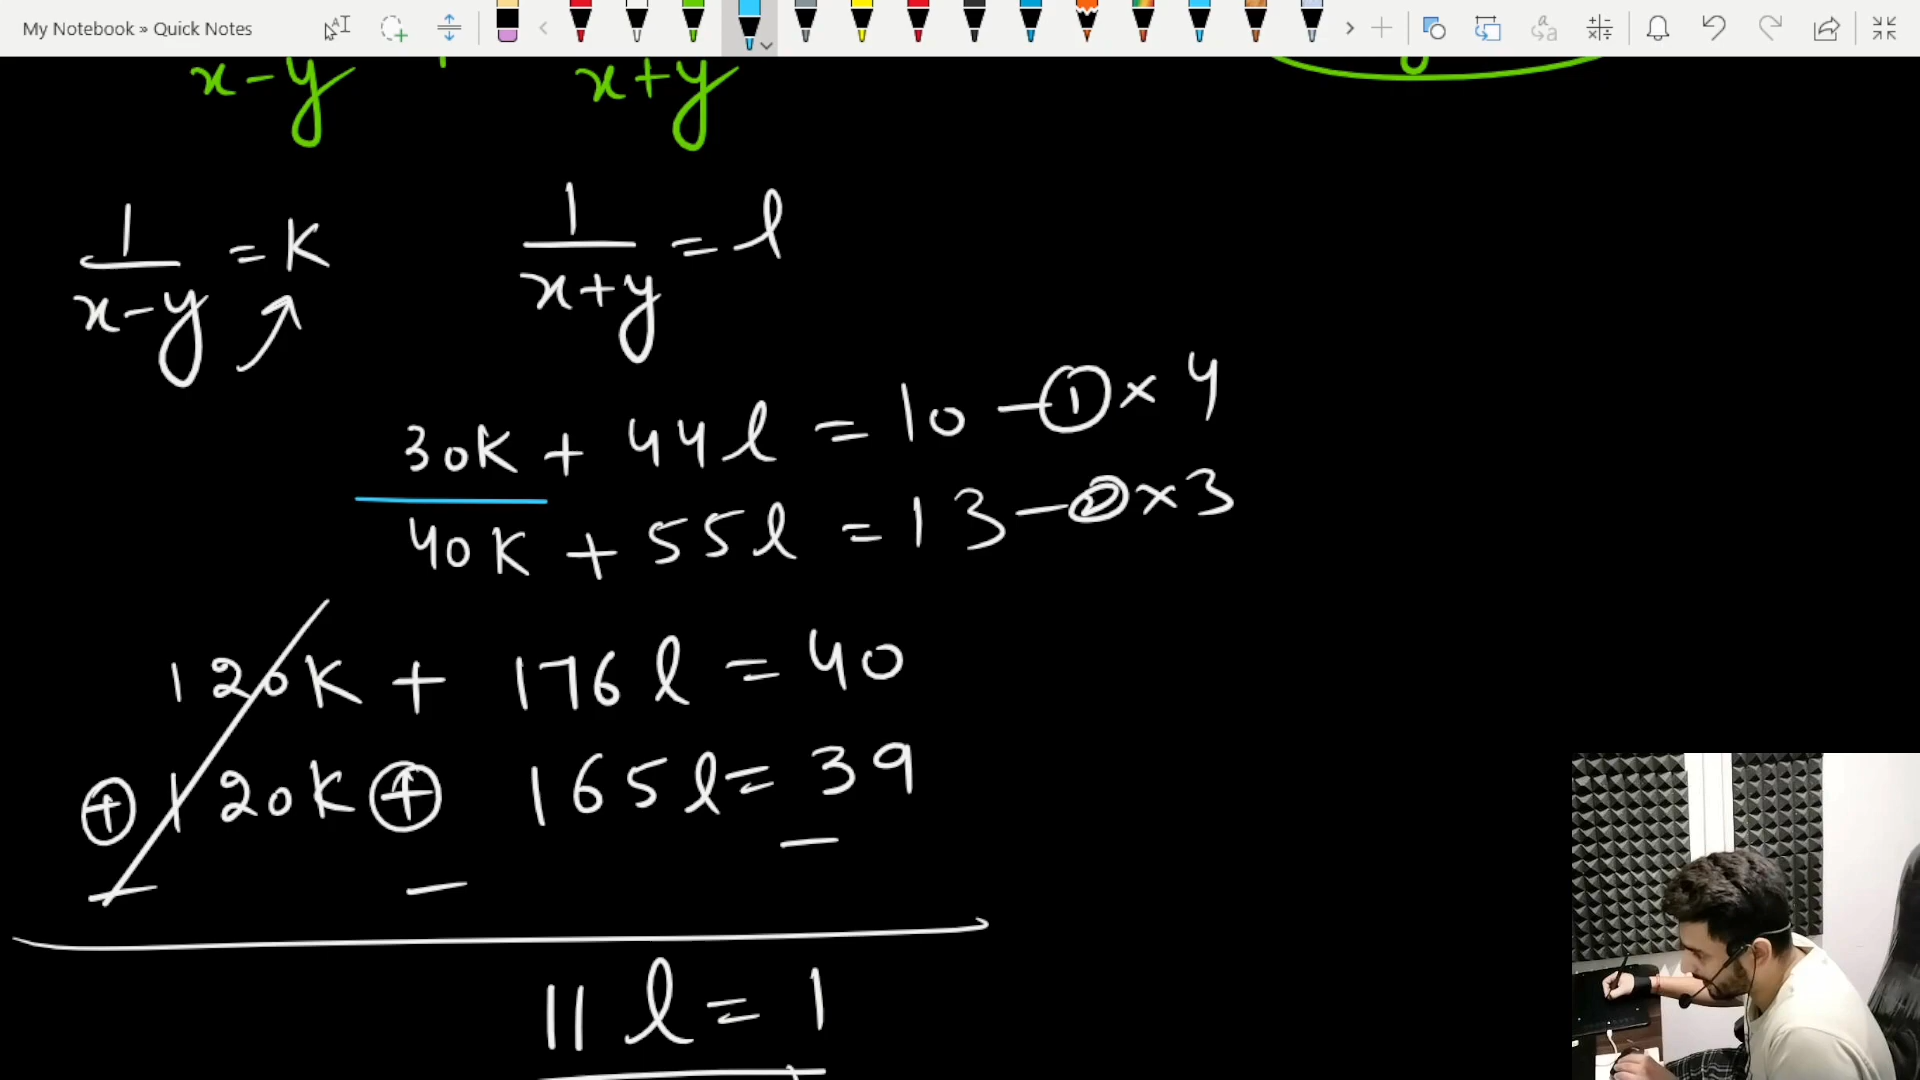 My Notebook » Quick Notes
x-y x+y y
1/(x-y) = K 1/(x+y) = l
30K + 44l = 10 - ① × 4
40K + 55l = 13 - ② × 3
120K + 176l = 40
⊕ 120K ⊕ 165l = 39
- - -
11l = 1